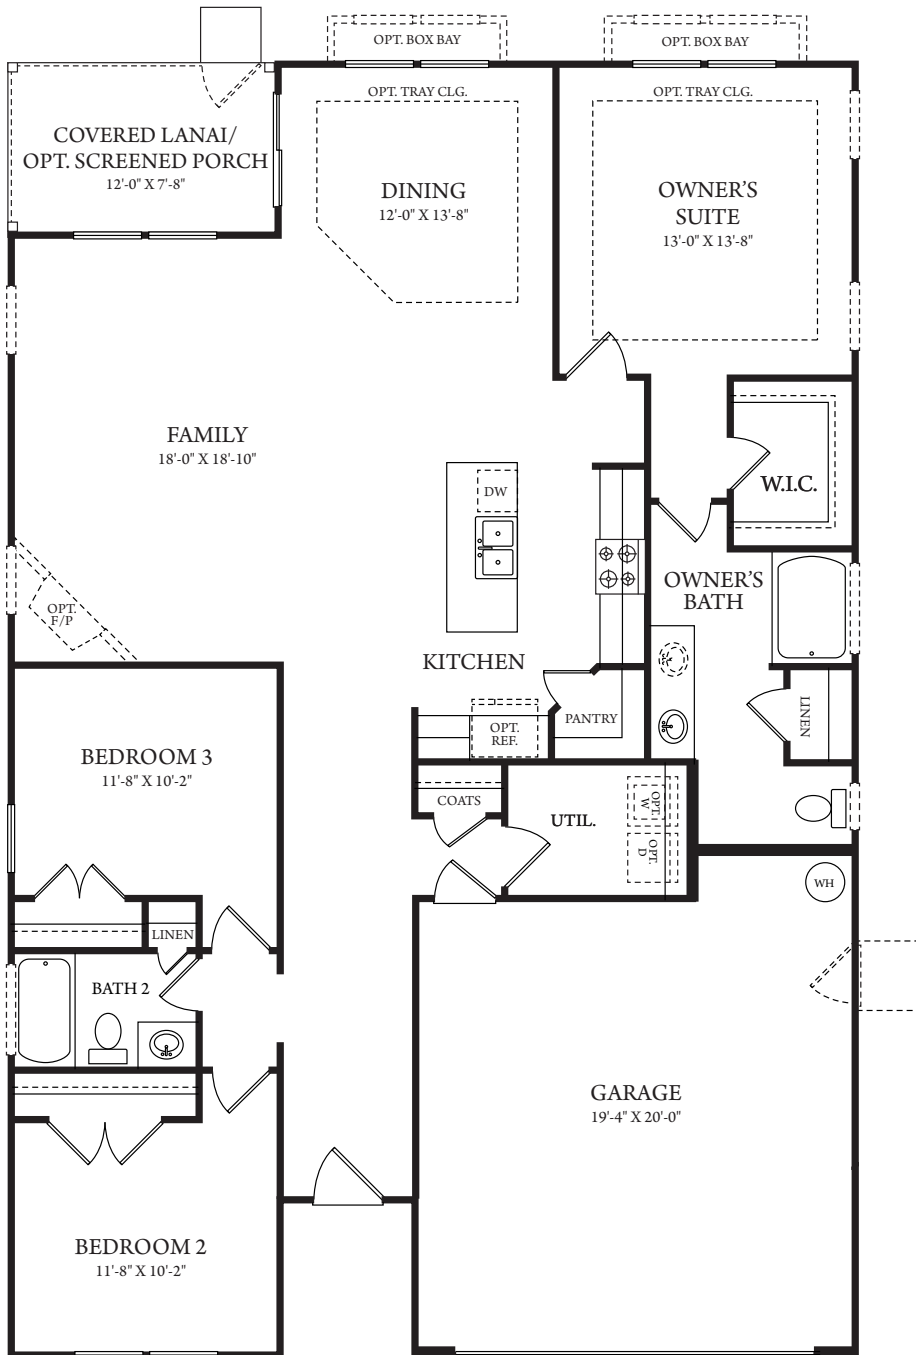 OPT. BOX BAY
OPT. BOX BAY
OPT. TRAY CLG.
OPT. TRAY CLG.
COVERED LANAI/
OPT. SCREENED PORCH
12'-0" X 7'-8"
DINING
12'-0" X 13'-8"
OWNER'S
SUITE
13'-0" X 13'-8"
FAMILY
18'-0" X 18'-10"
DW
W.I.C.
OPT.
F/P
OWNER'S
BATH
KITCHEN
PANTRY
OPT.
REF.
LINEN
BEDROOM 3
11'-8" X 10'-2"
COATS
UTIL.
OPT.
W
OPT.
D
WH
LINEN
BATH 2
GARAGE
19'-4" X 20'-0"
BEDROOM 2
11'-8" X 10'-2"